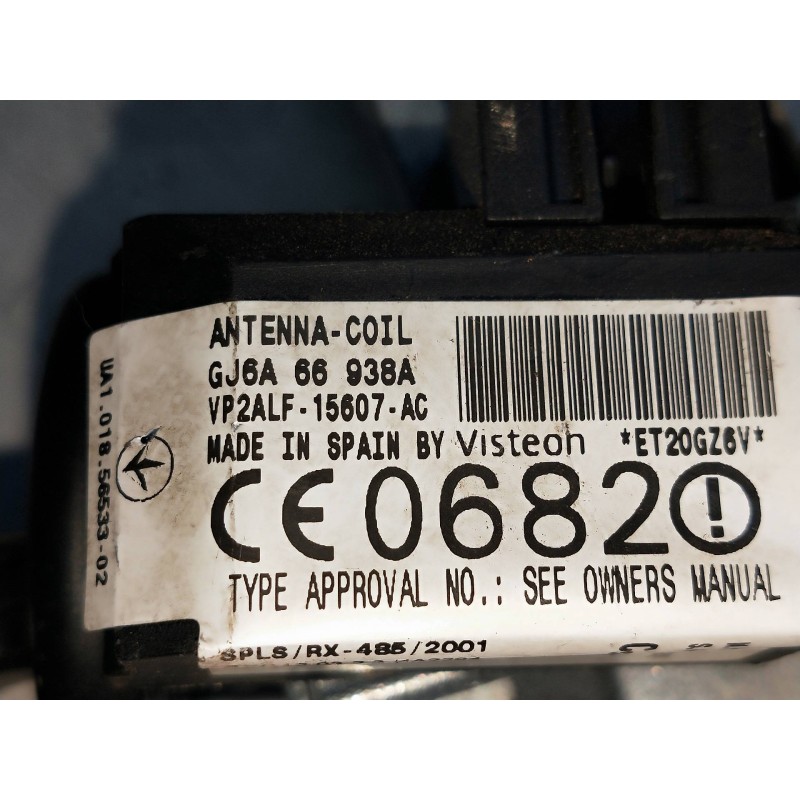 ANTENNA-COIL
GJ6A 66 938A
VP2ALF-15607-AC
MADE IN SPAIN BY Visteon
*ET20GZ6V*
CE0682
TYPE APPROVAL NO.: SEE OWNERS MANUAL
SPLS/RX-485/2001
UA1.018.56533-02